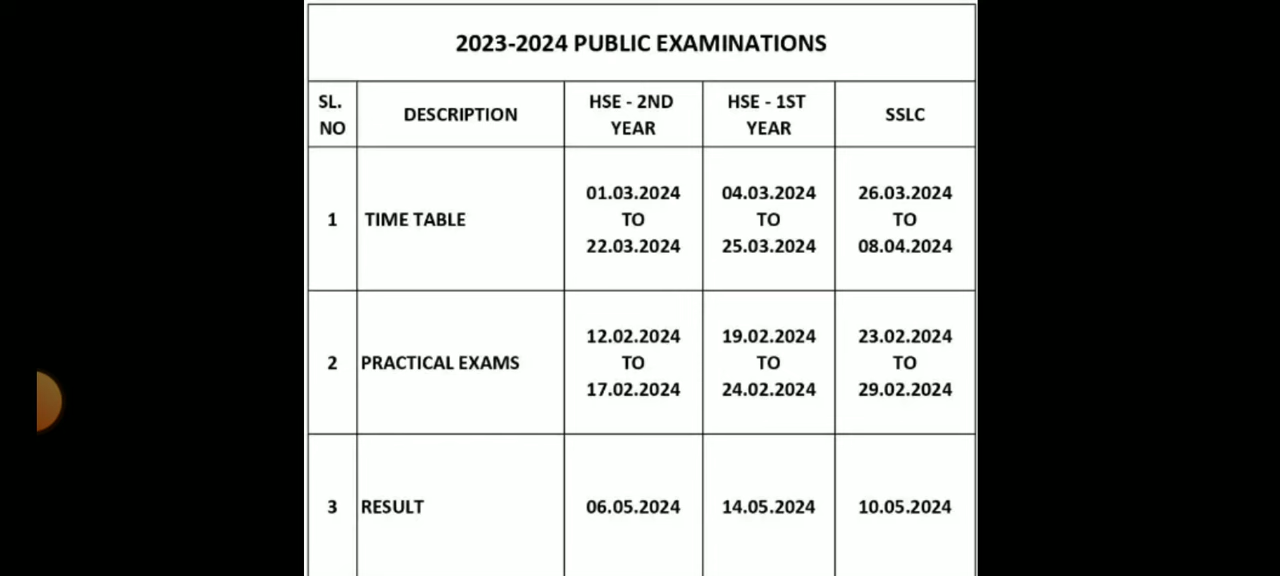 2023-2024 PUBLIC EXAMINATIONS
SL. NO DESCRIPTION HSE - 2ND YEAR HSE - 1ST YEAR SSLC
1 TIME TABLE 01.03.2024 TO 22.03.2024 04.03.2024 TO 25.03.2024 26.03.2024 TO 08.04.2024
2 PRACTICAL EXAMS 12.02.2024 TO 17.02.2024 19.02.2024 TO 24.02.2024 23.02.2024 TO 29.02.2024
3 RESULT 06.05.2024 14.05.2024 10.05.2024